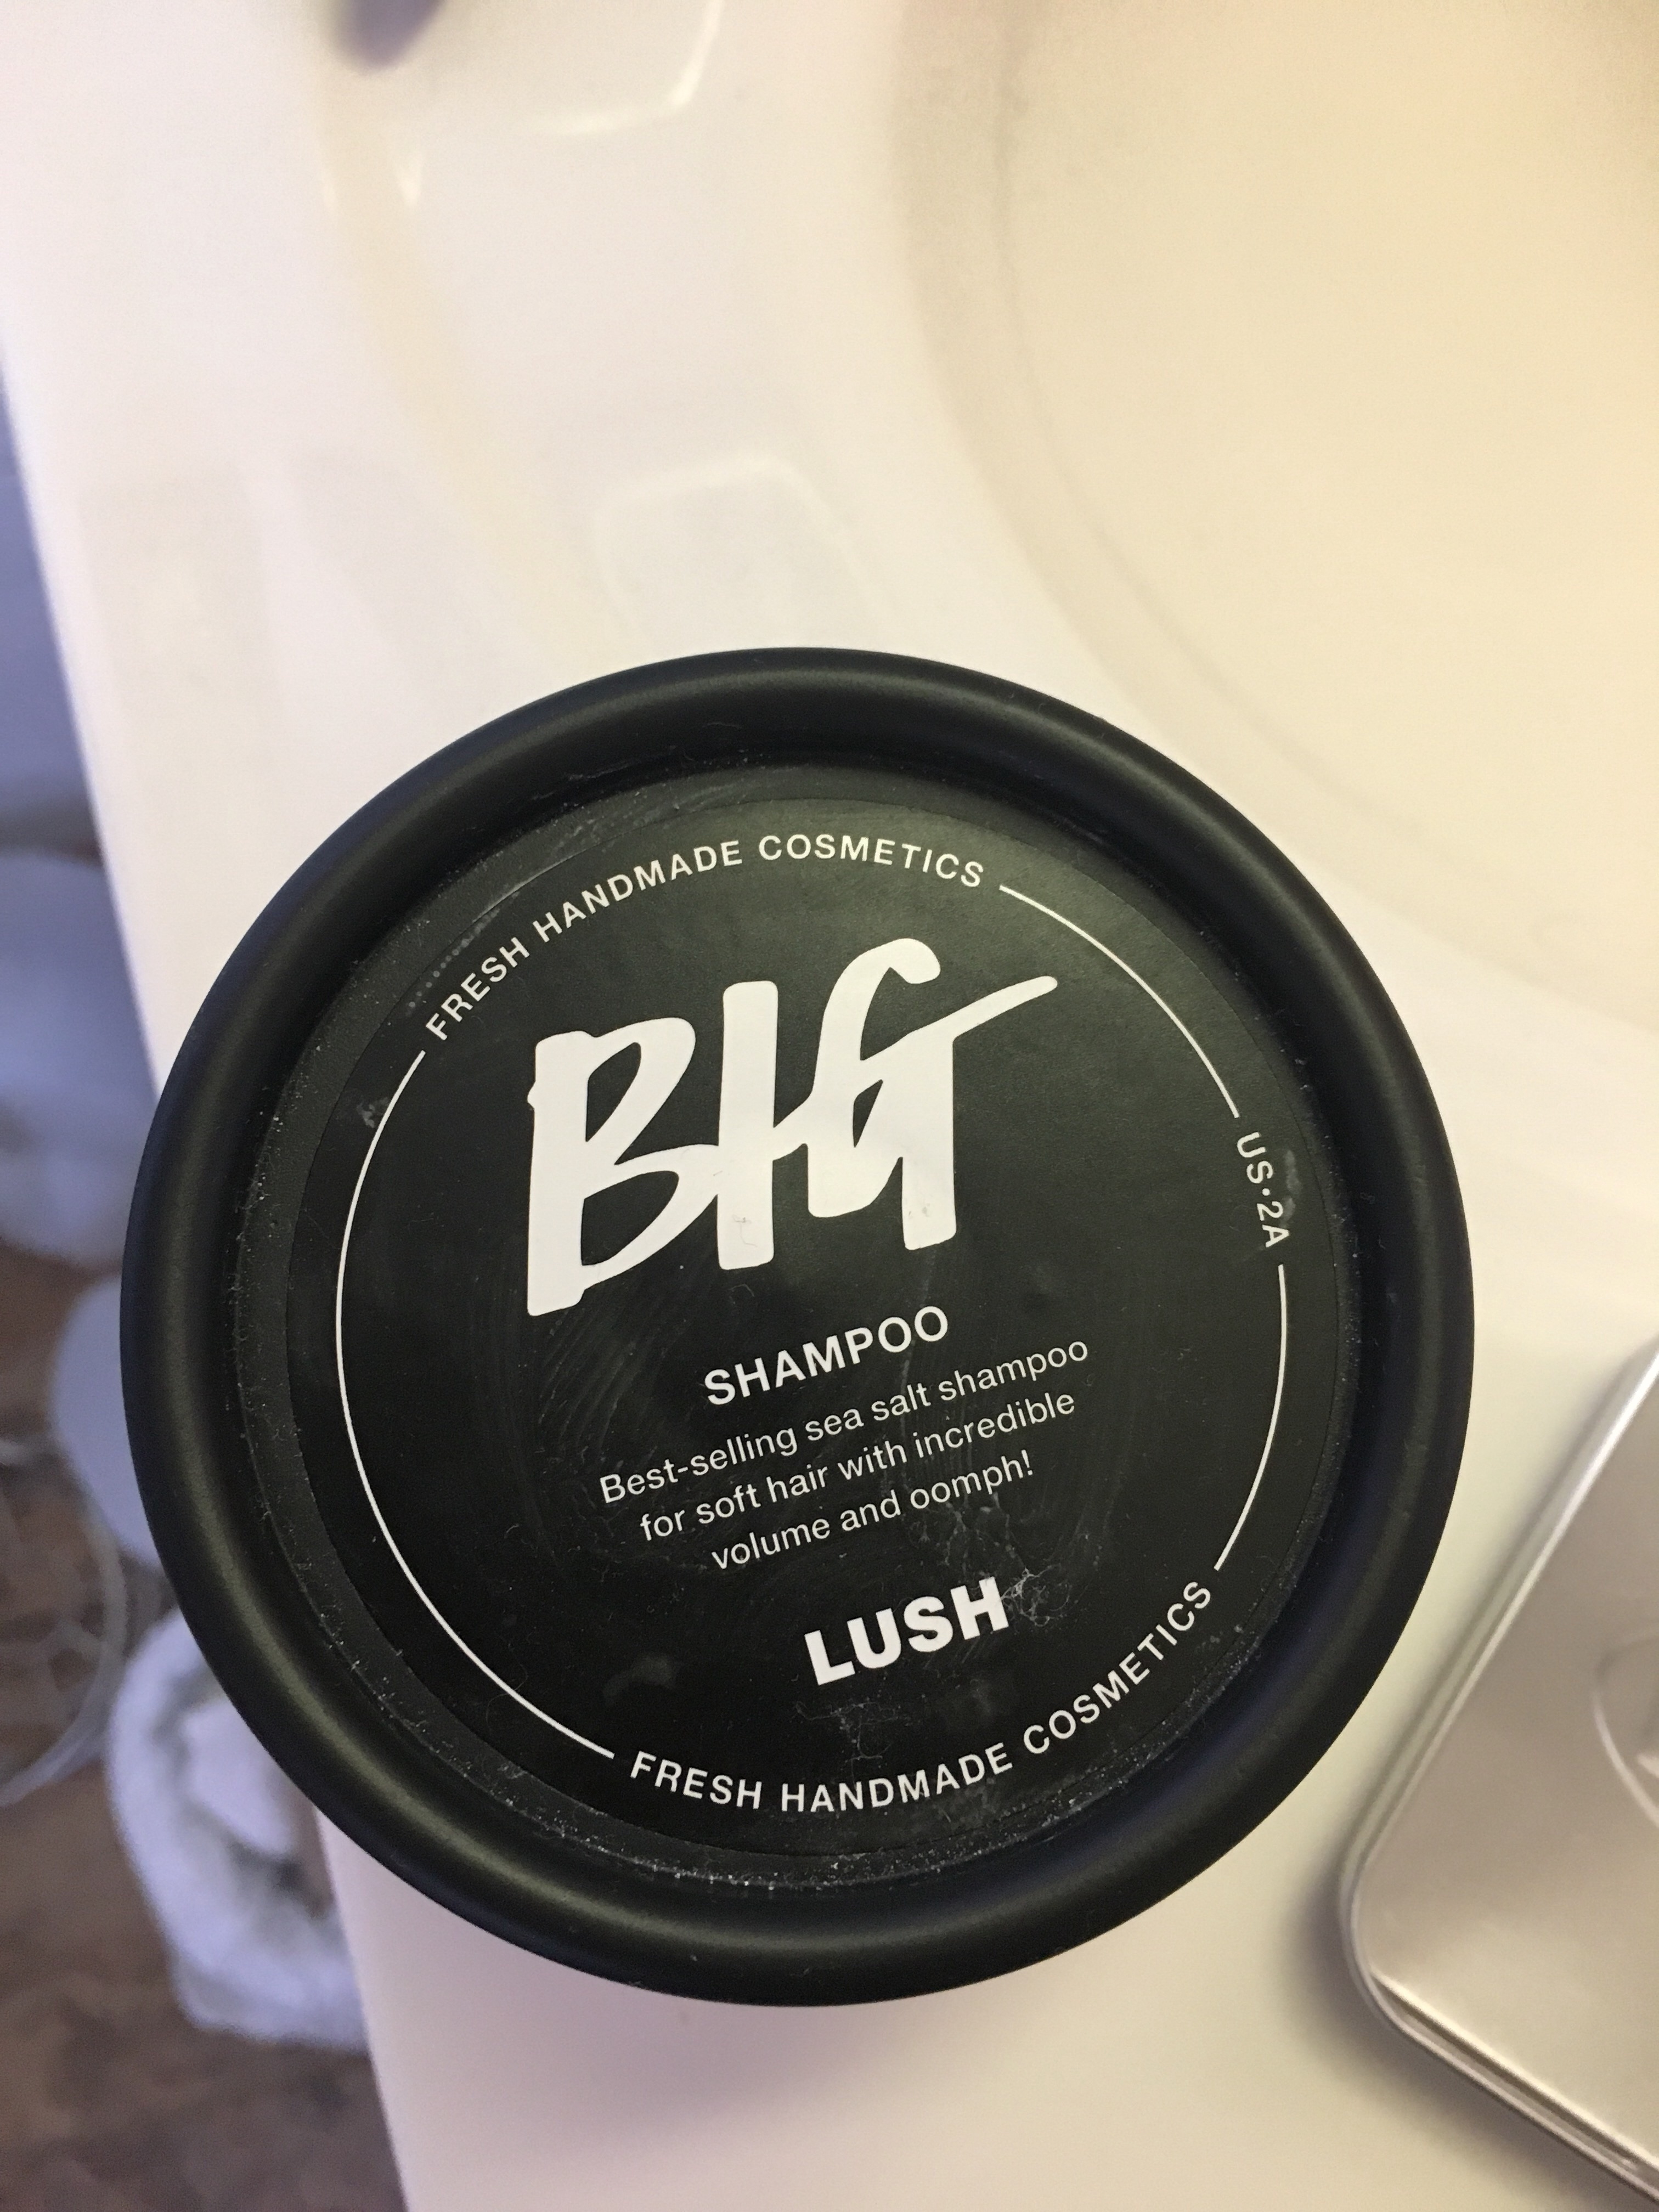 FRESH HANDMADE COSMETICS
US•2A
BIG
SHAMPOO
Best-selling sea salt shampoo
for soft hair with incredible
volume and oomph!
LUSH
FRESH HANDMADE COSMETICS